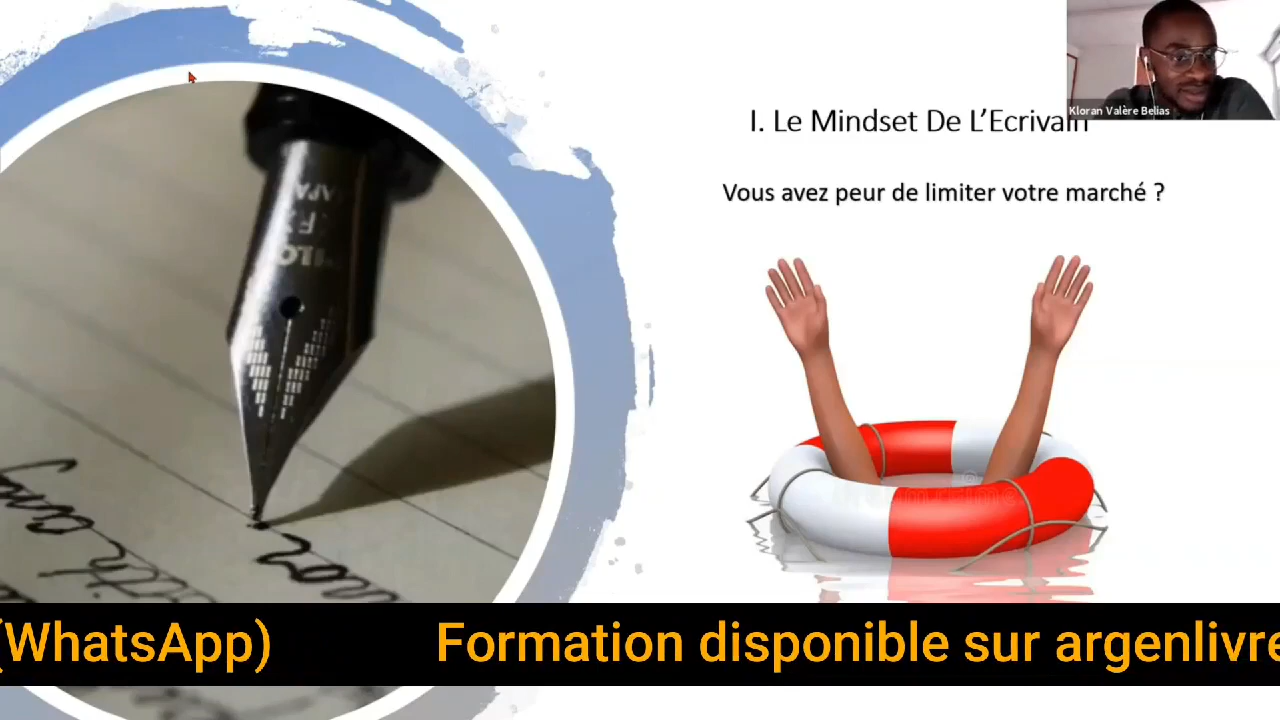 I. Le Mindset De L'Ecrivain
Kloran Valère Belias
Vous avez peur de limiter votre marché ?
(WhatsApp) Formation disponible sur argenlivre